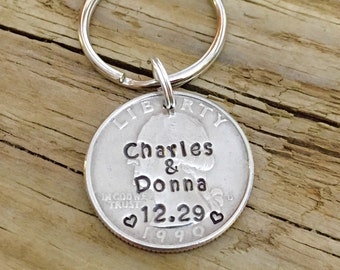 LIBERTY
Charles
&
Donna
IN GOD WE
TRUST
12.29
1990